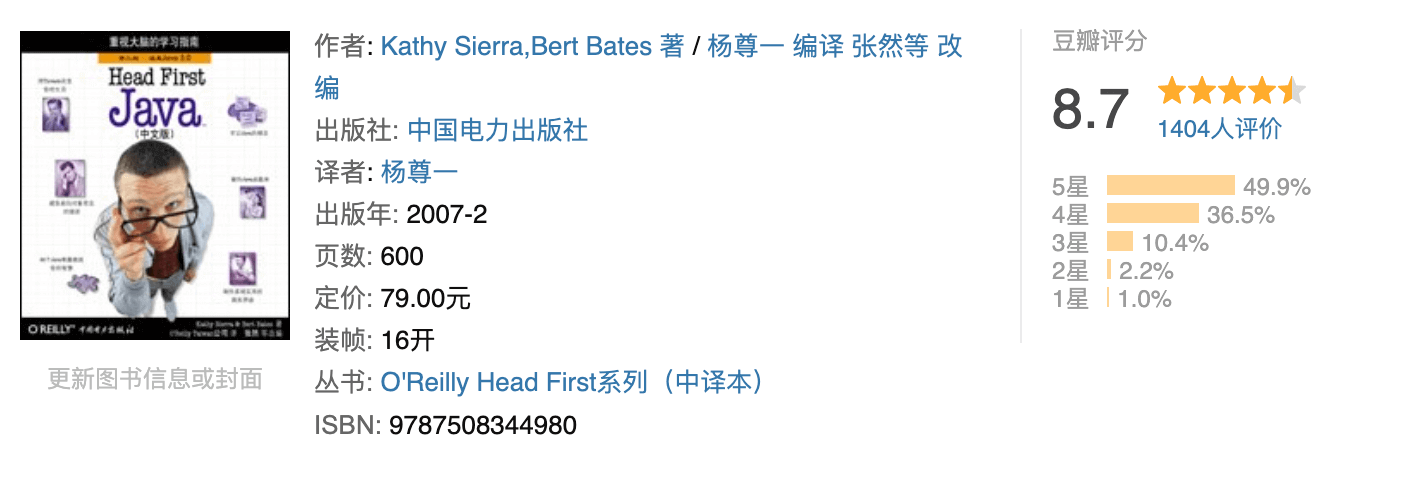 重视大脑的学习指南
Head First
Java
(中文版)
O'REILLY 中国电力出版社
更新图书信息或封面
作者: Kathy Sierra,Bert Bates 著 / 杨尊一 编译 张然等 改
编
出版社: 中国电力出版社
译者: 杨尊一
出版年: 2007-2
页数: 600
定价: 79.00元
装帧: 16开
丛书: O'Reilly Head First系列（中译本）
ISBN: 9787508344980
豆瓣评分
8.7
1404人评价
5星 49.9%
4星 36.5%
3星 10.4%
2星 2.2%
1星 1.0%